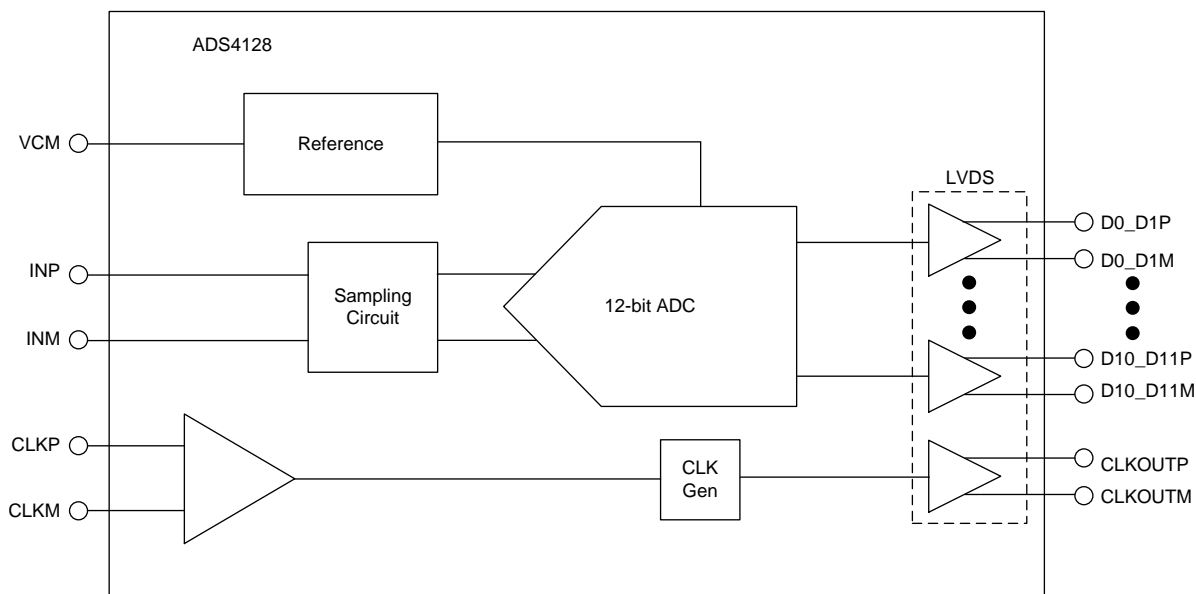 ADS4128
VCM
Reference
LVDS
D0_D1P
D0_D1M
INP
INM
Sampling
Circuit
12-bit ADC
D10_D11P
D10_D11M
CLKP
CLKM
CLK
Gen
CLKOUTP
CLKOUTM